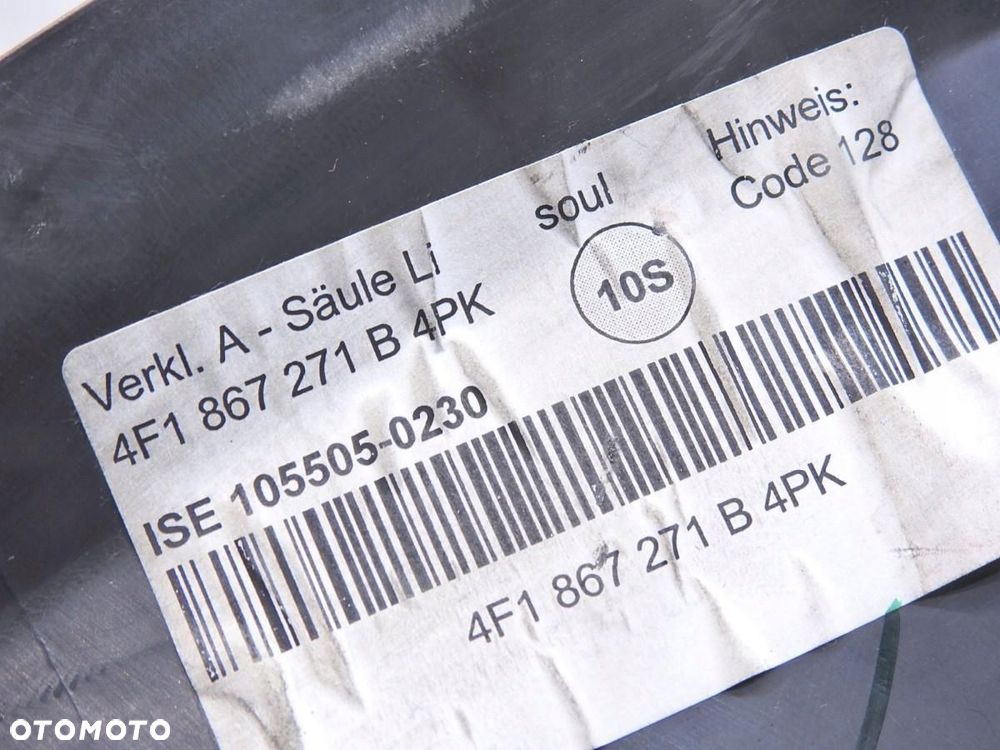 Verkl. A - Säule Li
4F1 867 271 B 4PK
soul
10S
Hinweis:
Code 128
ISE 105505-0230
4F1 867 271 B 4PK
OTOMOTO